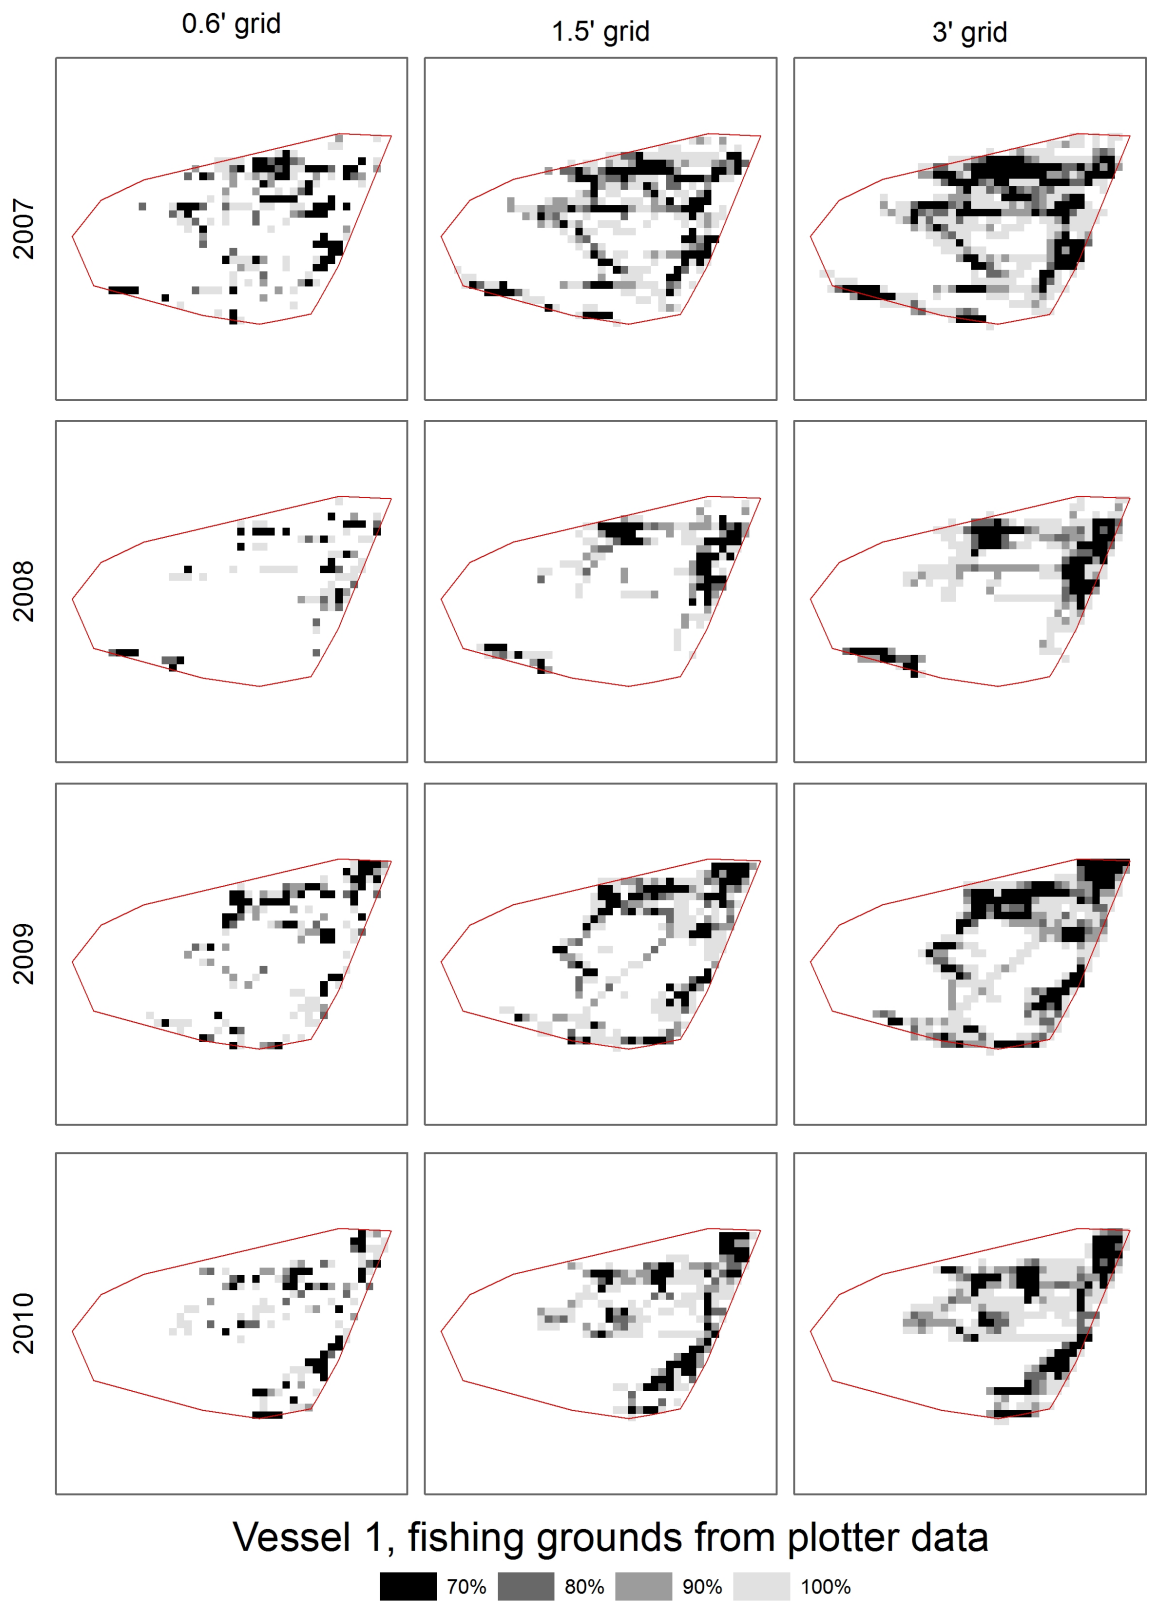 0.6' grid
1.5' grid
3' grid
2007
2008
2009
2010
Vessel 1, fishing grounds from plotter data
70% 80% 90% 100%